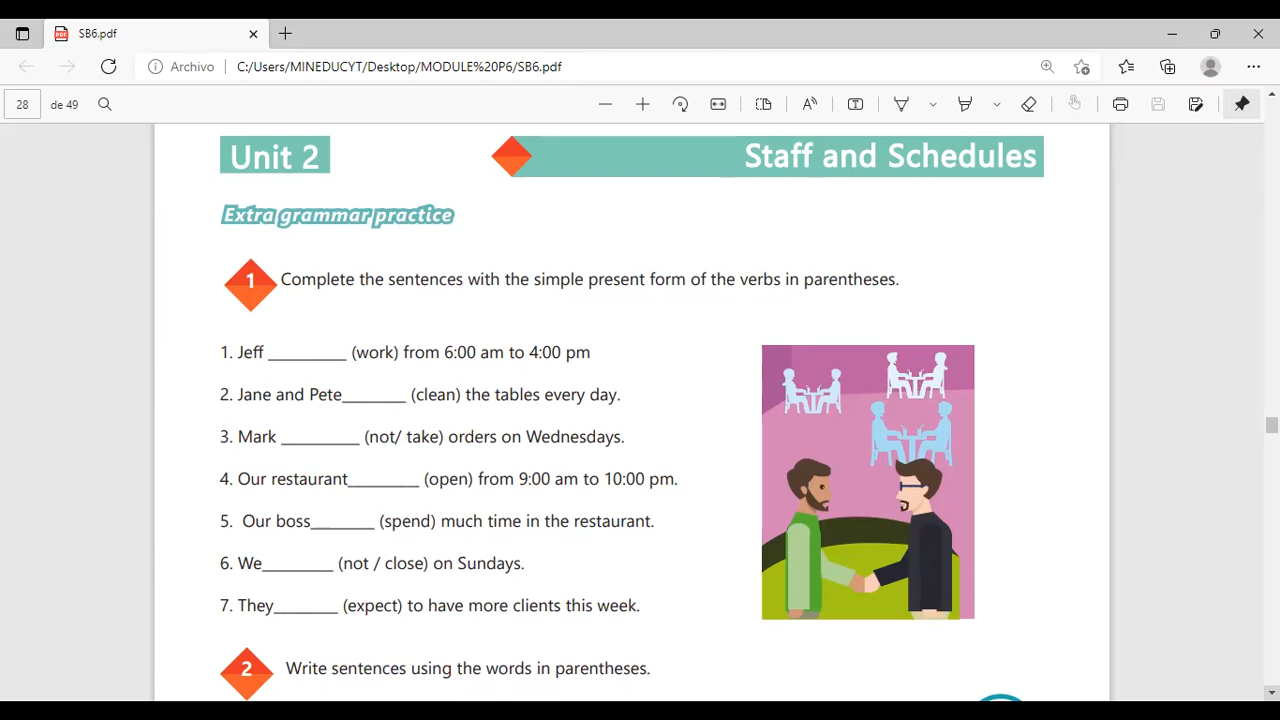 SB6.pdf
Archivo C:/Users/MINEDUCYT/Desktop/MODULE%20P6/SB6.pdf
28 de 49
Unit 2
Staff and Schedules
Extra grammar practice
1 Complete the sentences with the simple present form of the verbs in parentheses.
1. Jeff __________ (work) from 6:00 am to 4:00 pm
2. Jane and Pete________ (clean) the tables every day.
3. Mark __________ (not/ take) orders on Wednesdays.
4. Our restaurant_________ (open) from 9:00 am to 10:00 pm.
5. Our boss________ (spend) much time in the restaurant.
6. We_________ (not / close) on Sundays.
7. They________ (expect) to have more clients this week.
2 Write sentences using the words in parentheses.